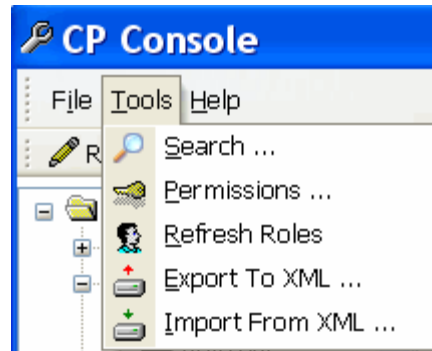 CP Console
File Tools Help
R
Search ...
Permissions ...
Refresh Roles
Export To XML ...
Import From XML ...